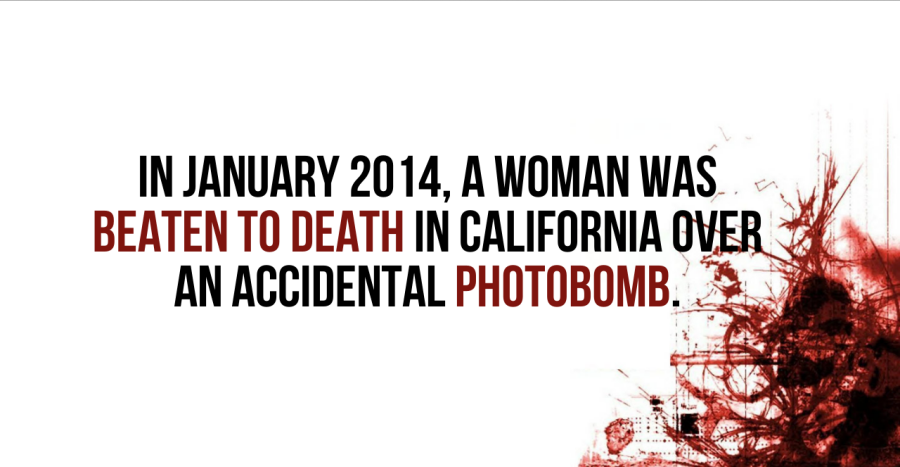 IN JANUARY 2014, A WOMAN WAS
BEATEN TO DEATH IN CALIFORNIA OVER
AN ACCIDENTAL PHOTOBOMB.